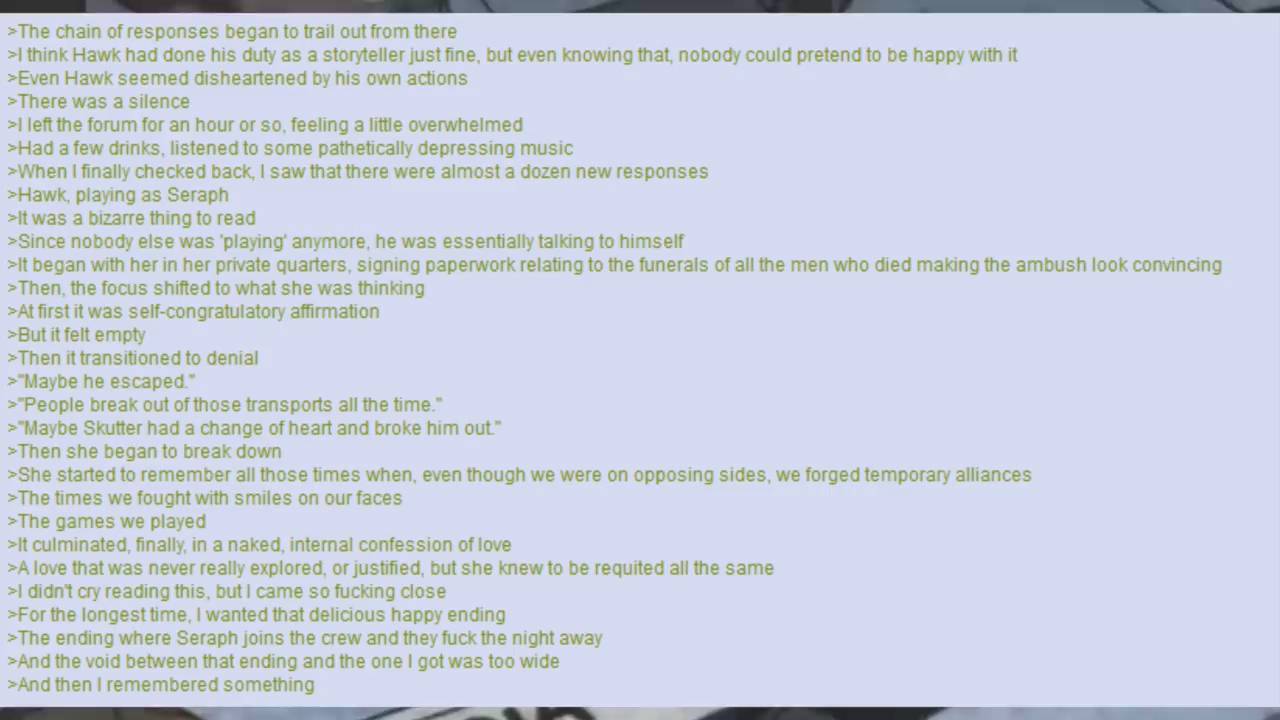 >The chain of responses began to trail out from there
>I think Hawk had done his duty as a storyteller just fine, but even knowing that, nobody could pretend to be happy with it
>Even Hawk seemed disheartened by his own actions
>There was a silence
>I left the forum for an hour or so, feeling a little overwhelmed
>Had a few drinks, listened to some pathetically depressing music
>When I finally checked back, I saw that there were almost a dozen new responses
>Hawk, playing as Seraph
>It was a bizarre thing to read
>Since nobody else was 'playing' anymore, he was essentially talking to himself
>It began with her in her private quarters, signing paperwork relating to the funerals of all the men who died making the ambush look convincing
>Then, the focus shifted to what she was thinking
>At first it was self-congratulatory affirmation
>But it felt empty
>Then it transitioned to denial
>"Maybe he escaped."
>"People break out of those transports all the time."
>"Maybe Skutter had a change of heart and broke him out."
>Then she began to break down
>She started to remember all those times when, even though we were on opposing sides, we forged temporary alliances
>The times we fought with smiles on our faces
>The games we played
>It culminated, finally, in a naked, internal confession of love
>A love that was never really explored, or justified, but she knew to be requited all the same
>I didn't cry reading this, but I came so fucking close
>For the longest time, I wanted that delicious happy ending
>The ending where Seraph joins the crew and they fuck the night away
>And the void between that ending and the one I got was too wide
>And then I remembered something